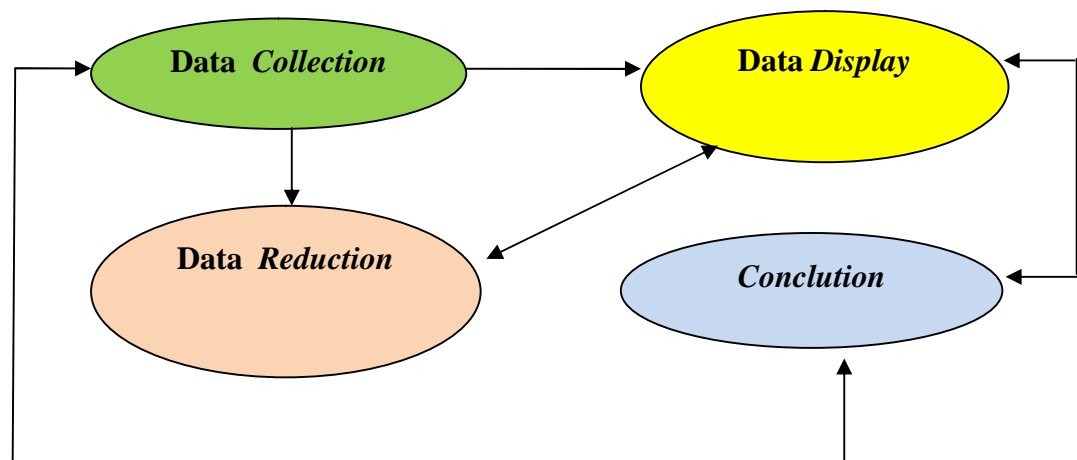 Data Collection
Data Display
Data Reduction
Conclution